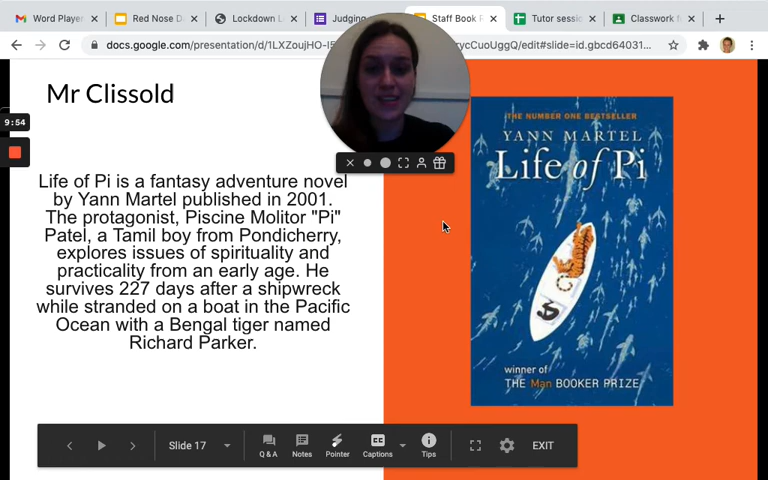 Word Player
Red Nose D
Lockdown L
Judging
Staff Book R
Tutor sessi
Classwork f
docs.google.com/presentation/d/1LXZoujHO-I5
rycCuoUggQ/edit#slide=id.gbcd64031...
Mr Clissold
9:54
Life of Pi is a fantasy adventure novel
by Yann Martel published in 2001.
The protagonist, Piscine Molitor "Pi"
Patel, a Tamil boy from Pondicherry,
explores issues of spirituality and
practicality from an early age. He
survives 227 days after a shipwreck
while stranded on a boat in the Pacific
Ocean with a Bengal tiger named
Richard Parker.
THE NUMBER ONE BESTSELLER
YANN MARTEL
Life of Pi
winner of
THE Man BOOKER PRIZE
Slide 17
Q & A
Notes
Pointer
Captions
Tips
EXIT